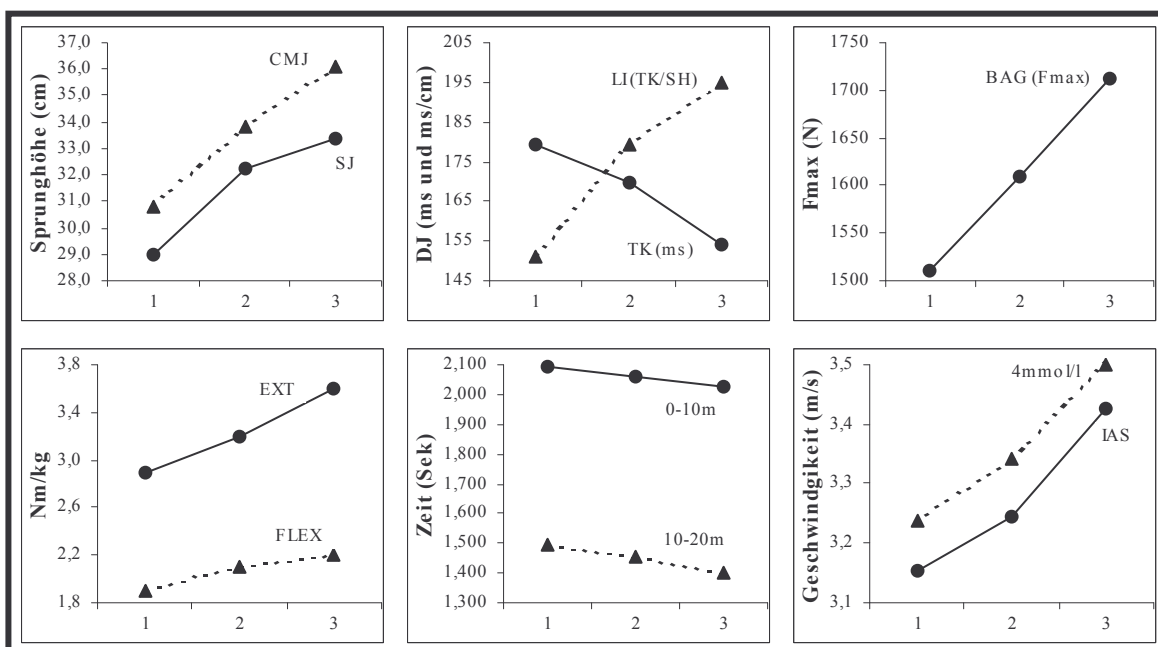 Sprunghöhe (cm)
37,0
36,0
35,0
34,0
33,0
32,0
31,0
30,0
29,0
28,0
CMJ
SJ
1 2 3
DJ (ms und ms/cm)
205
195
185
175
165
155
145
LI(TK/SH)
TK(ms)
1 2 3
Fmax (N)
1750
1700
1650
1600
1550
1500
BAG (Fmax)
1 2 3
Nm/kg
3,8
3,4
3,0
2,6
2,2
1,8
EXT
FLEX
1 2 3
Zeit (Sek)
2,100
2,000
1,900
1,800
1,700
1,600
1,500
1,400
1,300
0-10m
10-20m
1 2 3
Geschwindgikeit (m/s)
3,5
3,4
3,3
3,2
3,1
4mmol/l
IAS
1 2 3